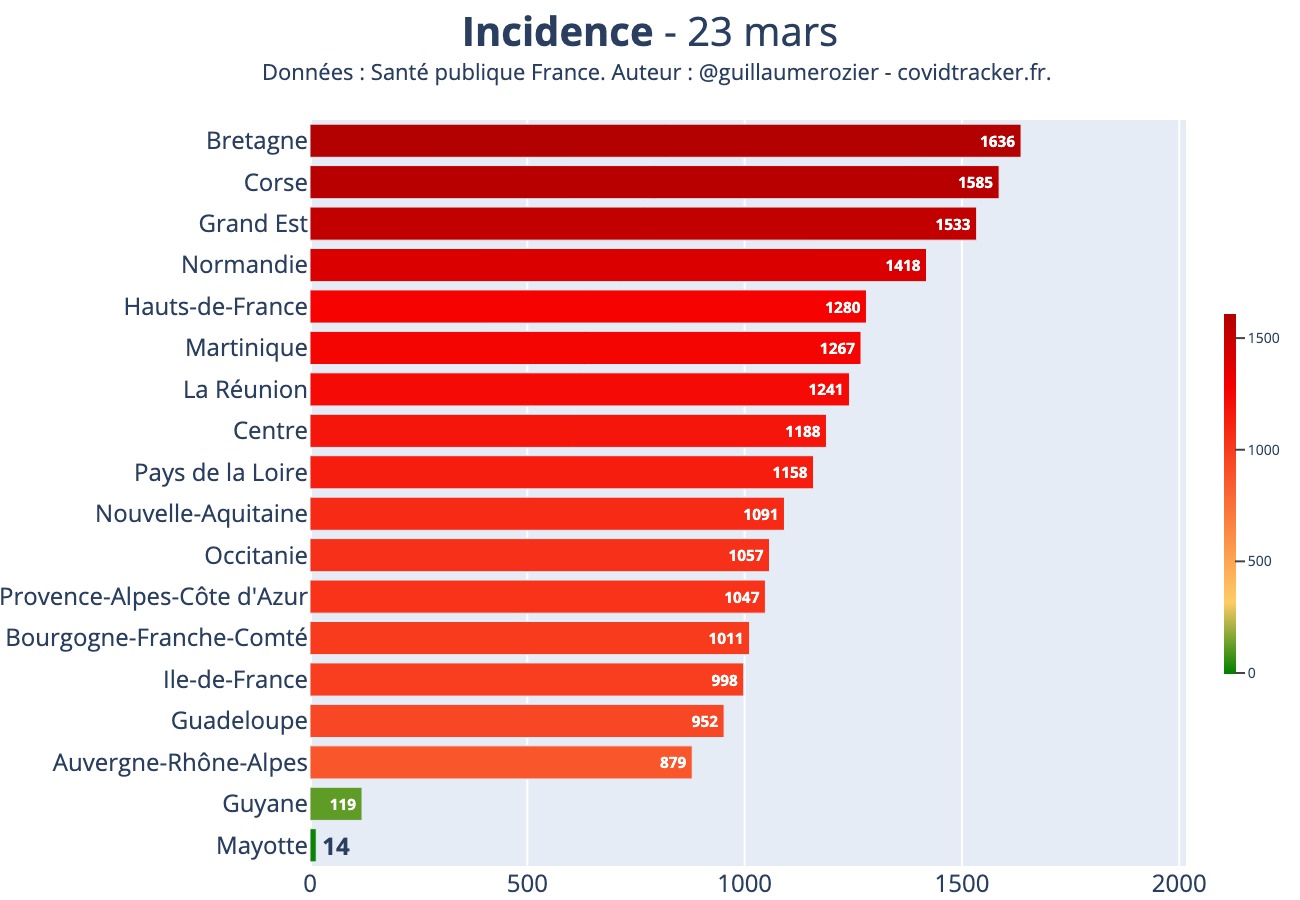 Incidence - 23 mars
Données : Santé publique France. Auteur : @guillaumerozier - covidtracker.fr.
Bretagne 1636
Corse 1585
Grand Est 1533
Normandie 1418
Hauts-de-France 1280
Martinique 1267
La Réunion 1241
Centre 1188
Pays de la Loire 1158
Nouvelle-Aquitaine 1091
Occitanie 1057
Provence-Alpes-Côte d'Azur 1047
Bourgogne-Franche-Comté 1011
Ile-de-France 998
Guadeloupe 952
Auvergne-Rhône-Alpes 879
Guyane 119
Mayotte 14
0 500 1000 1500 2000
1500
1000
500
0